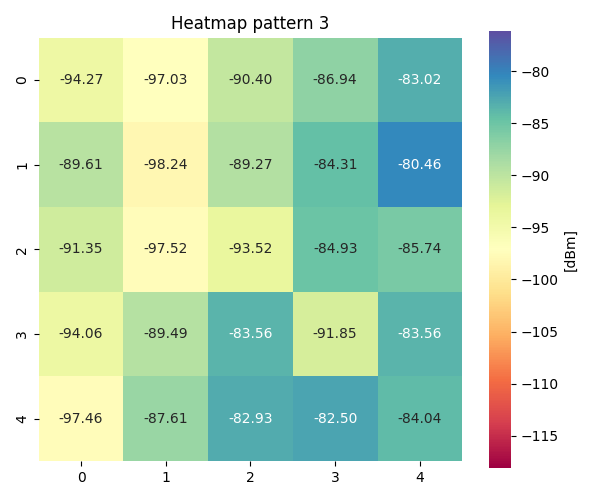 Heatmap pattern 3
0 -94.27 -97.03 -90.40 -86.94 -83.02
1 -89.61 -98.24 -89.27 -84.31 -80.46
2 -91.35 -97.52 -93.52 -84.93 -85.74
3 -94.06 -89.49 -83.56 -91.85 -83.56
4 -97.46 -87.61 -82.93 -82.50 -84.04
0 1 2 3 4
−80
−85
−90
−95
−100
−105
−110
−115
[dBm]